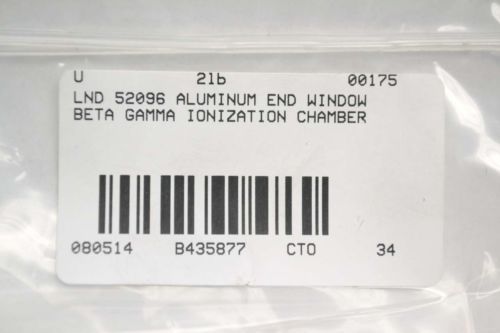 U 21b 00175
LND 52096 ALUMINUM END WINDOW
BETA GAMMA IONIZATION CHAMBER
080514 B435877 CTO 34